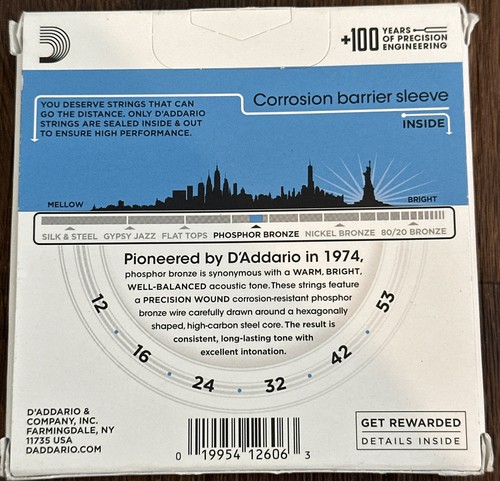 +100 YEARS OF PRECISION ENGINEERING
YOU DESERVE STRINGS THAT CAN
GO THE DISTANCE. ONLY D'ADDARIO
STRINGS ARE SEALED INSIDE & OUT
TO ENSURE HIGH PERFORMANCE.
Corrosion barrier sleeve
INSIDE
MELLOW
BRIGHT
SILK & STEEL GYPSY JAZZ FLAT TOPS PHOSPHOR BRONZE NICKEL BRONZE 80/20 BRONZE
Pioneered by D'Addario in 1974,
phosphor bronze is synonymous with a WARM, BRIGHT,
WELL-BALANCED acoustic tone. These strings feature
a PRECISION WOUND corrosion-resistant phosphor
bronze wire carefully drawn around a hexagonally
shaped, high-carbon steel core. The result is
consistent, long-lasting tone with
excellent intonation.
12 • 16 • 24 • 32 • 42 • 53
D'ADDARIO &
COMPANY, INC.
FARMINGDALE, NY
11735 USA
DADDARIO.COM
0 19954 12606 3
GET REWARDED
DETAILS INSIDE